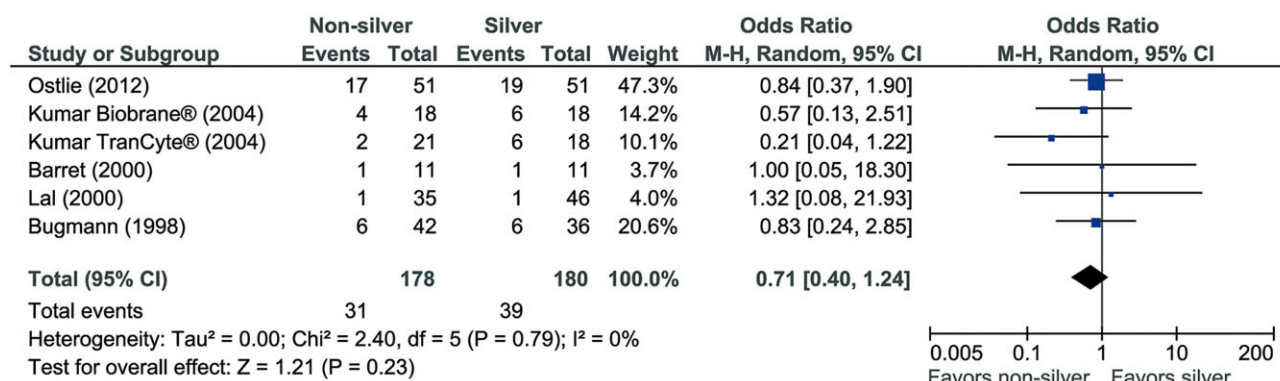 Non-silver Silver Odds Ratio Odds Ratio
Study or Subgroup Events Total Events Total Weight M-H, Random, 95% CI M-H, Random, 95% CI
Ostlie (2012) 17 51 19 51 47.3% 0.84 [0.37, 1.90]
Kumar Biobrane® (2004) 4 18 6 18 14.2% 0.57 [0.13, 2.51]
Kumar TranCyte® (2004) 2 21 6 18 10.1% 0.21 [0.04, 1.22]
Barret (2000) 1 11 1 11 3.7% 1.00 [0.05, 18.30]
Lal (2000) 1 35 1 46 4.0% 1.32 [0.08, 21.93]
Bugmann (1998) 6 42 6 36 20.6% 0.83 [0.24, 2.85]
Total (95% CI) 178 180 100.0% 0.71 [0.40, 1.24]
Total events 31 39
Heterogeneity: Tau² = 0.00; Chi² = 2.40, df = 5 (P = 0.79); I² = 0%
Test for overall effect: Z = 1.21 (P = 0.23)
0.005 0.1 1 10 200
Favors non-silver Favors silver